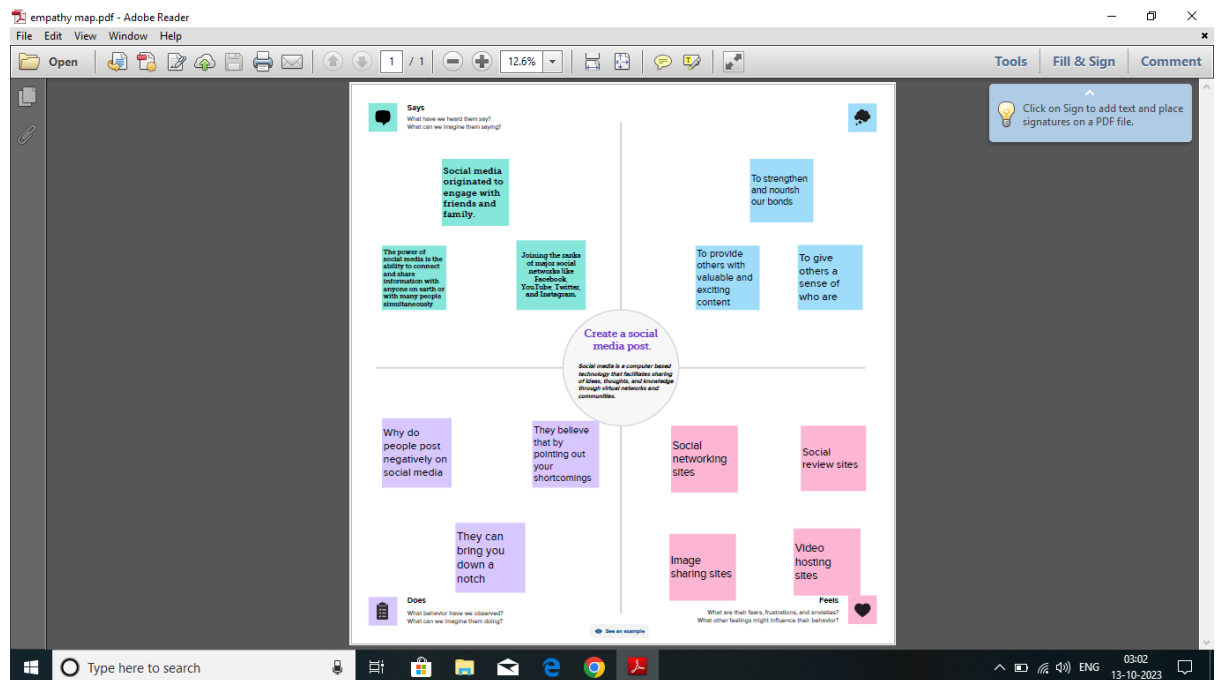 empathy map.pdf - Adobe Reader
File Edit View Window Help
Open
1 / 1
12.6%
Tools
Fill & Sign
Comment
Click on Sign to add text and place
signatures on a PDF file.
Says
What have we heard them say?
What can we imagine them saying?
Social media
originated to
engage with
friends and
family.
The power of
social media is the
ability to connect
and share
information with
anyone on earth or
with many people
simultaneously
Joining the ranks
of major social
networks like
Facebook,
YouTube, Twitter,
and Instagram.
To strengthen
and nourish
our bonds
To provide
others with
valuable and
exciting
content
To give
others a
sense of
who are
Create a social
media post.
Social media is a computer based
technology that facilitates sharing
of ideas, thoughts, and knowledge
through virtual networks and
communities.
Why do
people post
negatively on
social media
They believe
that by
pointing out
your
shortcomings
They can
bring you
down a
notch
Does
What behavior have we observed?
What can we imagine them doing?
Social
networking
sites
Social
review sites
Image
sharing sites
Video
hosting
sites
Feels
What are their fears, frustrations, and anxieties?
What other feelings might influence their behavior?
See an example
Type here to search
ENG
03:02
13-10-2023